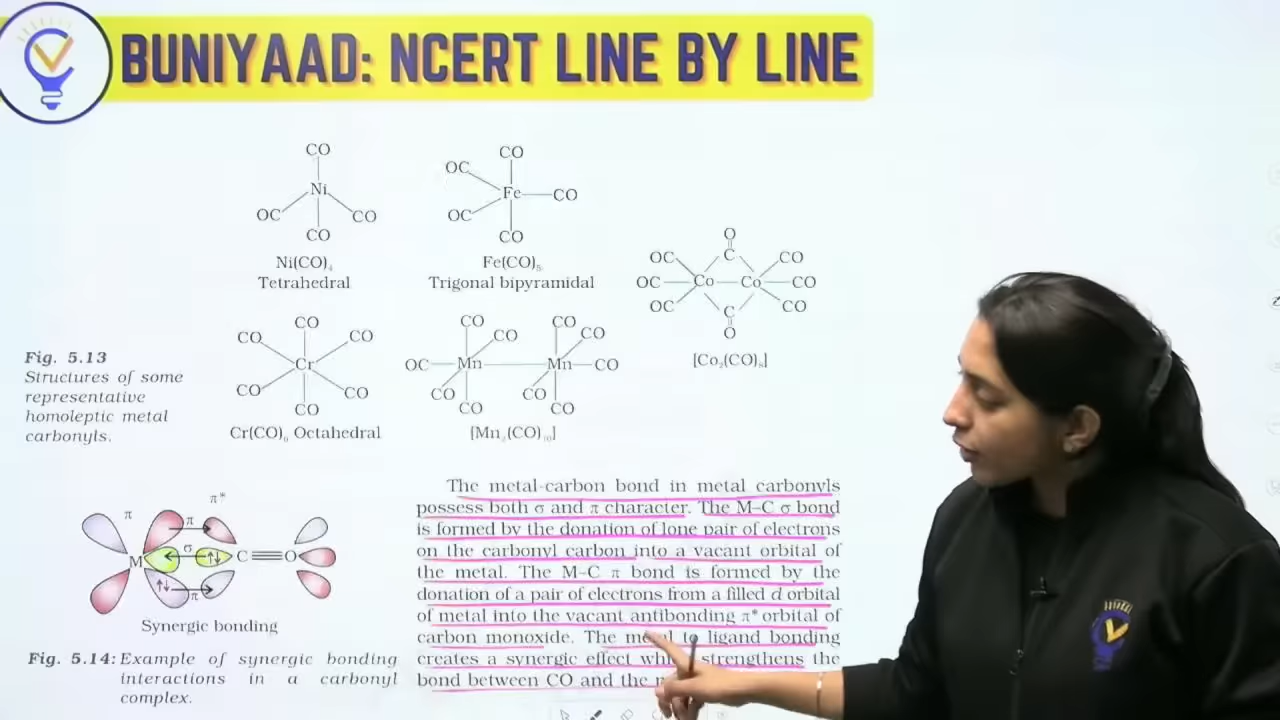 BUNIYAAD: NCERT LINE BY LINE
CO
Ni
OC
CO
CO
Ni(CO)₄
Tetrahedral
CO
OC
Fe
CO
OC
CO
Fe(CO)₅
Trigonal bipyramidal
O
C
OC
CO
OC
Co
Co
CO
OC
CO
C
O
[Co₂(CO)₈]
Fig. 5.13
Structures of some
representative
homoleptic metal
carbonyls.
CO
CO
CO
Cr
CO
CO
CO
Cr(CO)₆ Octahedral
CO
CO
CO
CO
OC
Mn
Mn
CO
CO
CO
CO
CO
[Mn₂(CO)₁₀]
π*
π
π
M
σ
C
O
π
Synergic bonding
Fig. 5.14: Example of synergic bonding
interactions in a carbonyl
complex.
The metal-carbon bond in metal carbonyls
possess both σ and π character. The M–C σ bond
is formed by the donation of lone pair of electrons
on the carbonyl carbon into a vacant orbital of
the metal. The M–C π bond is formed by the
donation of a pair of electrons from a filled d orbital
of metal into the vacant antibonding π* orbital of
carbon monoxide. The to ligand bonding
creates a synergic effect strengthens the
bond between CO and the